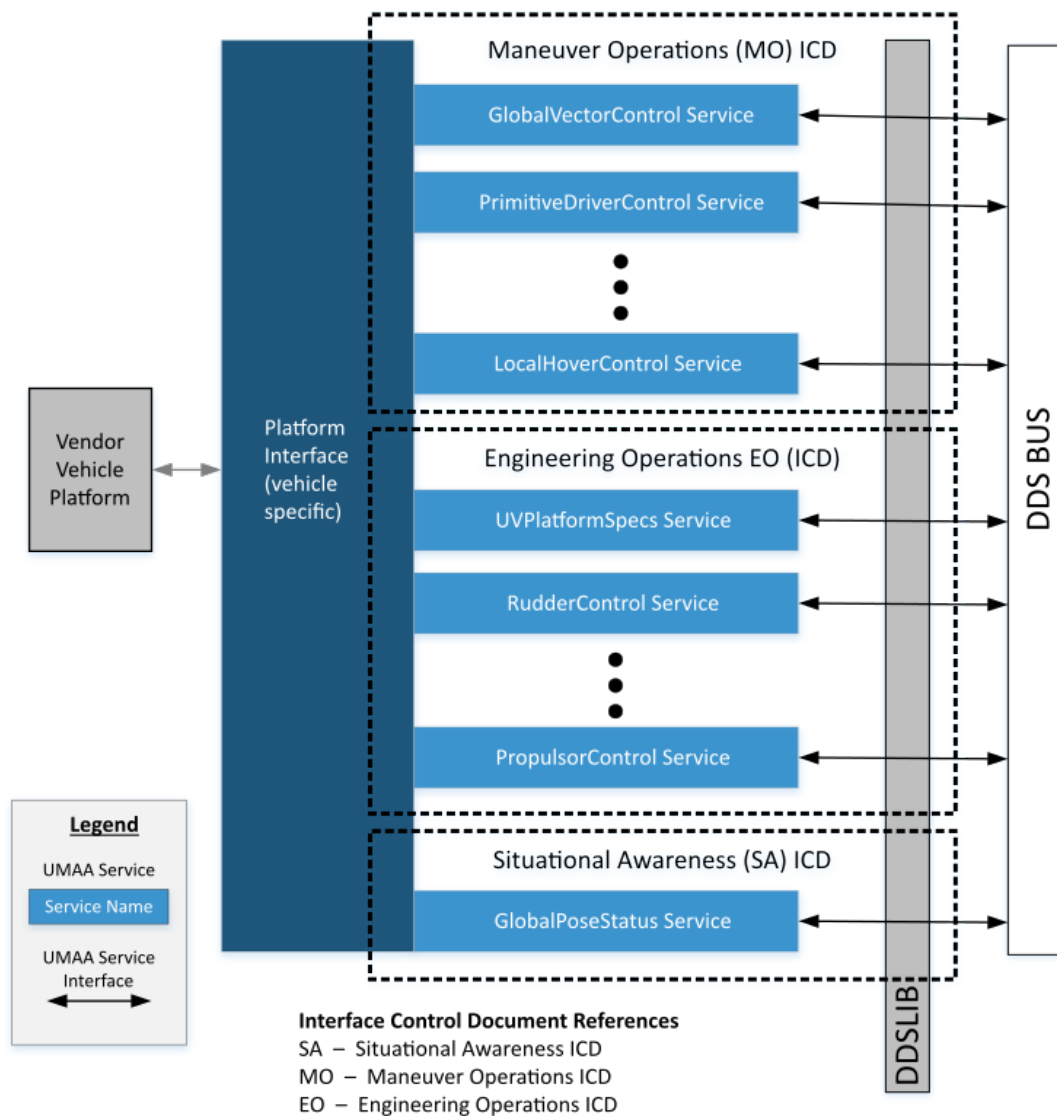 Maneuver Operations (MO) ICD
GlobalVectorControl Service
PrimitiveDriverControl Service
LocalHoverControl Service
Vendor
Vehicle
Platform
Platform
Interface
(vehicle
specific)
Engineering Operations EO (ICD)
UVPlatformSpecs Service
RudderControl Service
PropulsorControl Service
DDS BUS
Situational Awareness (SA) ICD
GlobalPoseStatus Service
DDSLIB
Legend
UMAA Service
Service Name
UMAA Service
Interface
Interface Control Document References
SA – Situational Awareness ICD
MO – Maneuver Operations ICD
EO – Engineering Operations ICD